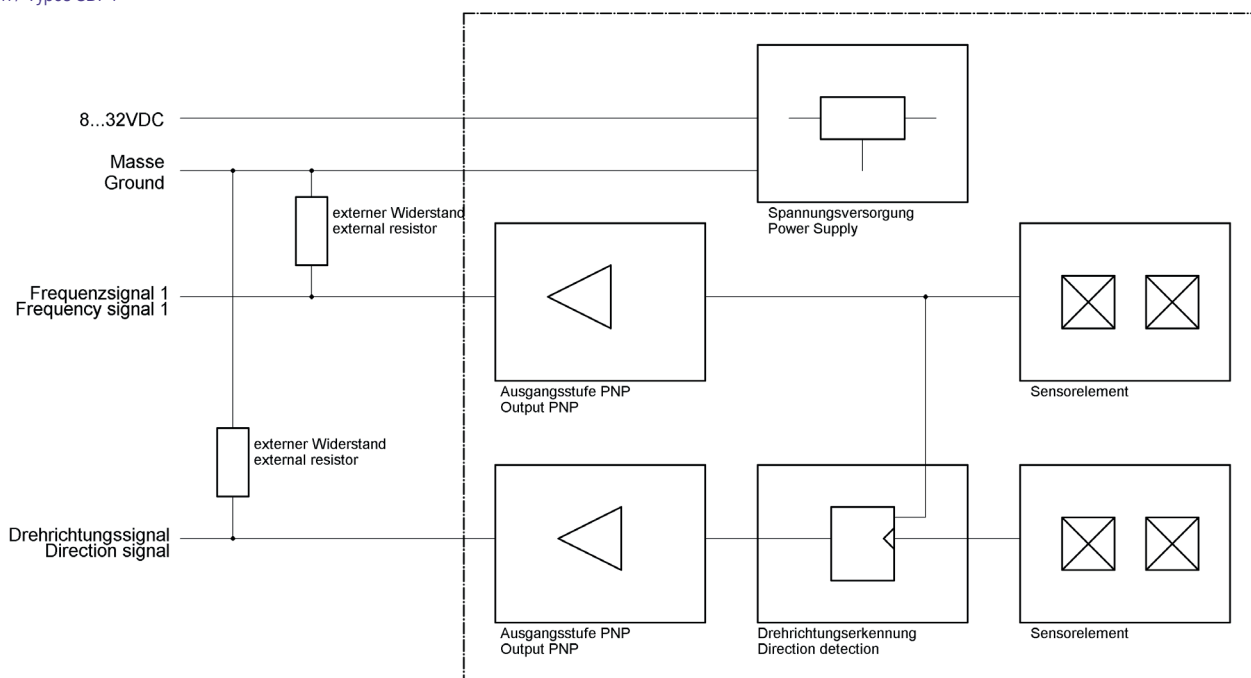 8...32VDC
Masse
Ground
Spannungsversorgung
Power Supply
externer Widerstand
external resistor
Frequenzsignal 1
Frequency signal 1
Ausgangsstufe PNP
Output PNP
Sensorelement
externer Widerstand
external resistor
Drehrichtungssignal
Direction signal
Ausgangsstufe PNP
Output PNP
Drehrichtungserkennung
Direction detection
Sensorelement